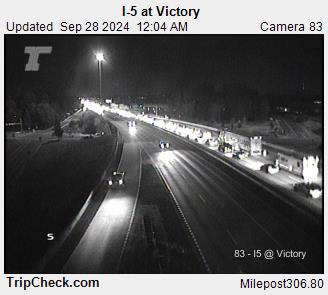 I-5 at Victory
Updated Sep 28 2024 12:04 AM Camera 83
T
S
83 - I5 @ Victory
TripCheck.com Milepost306.80